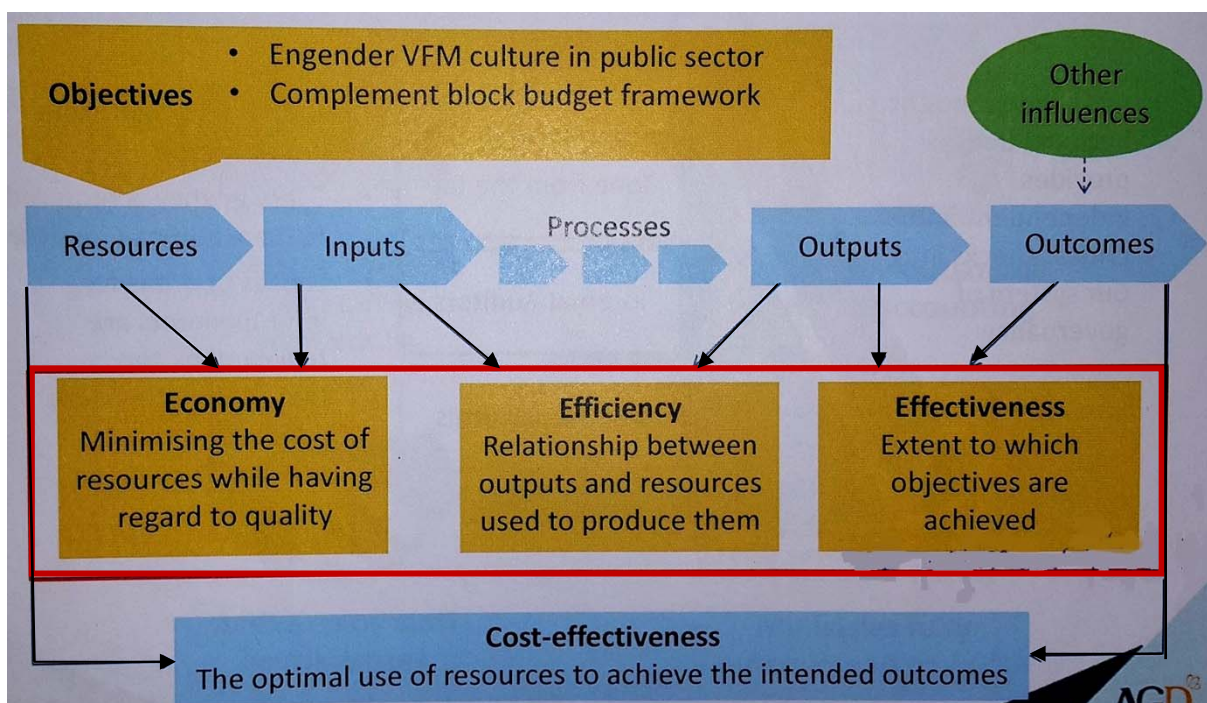 Objectives
• Engender VFM culture in public sector
• Complement block budget framework
Other
influences
Resources
Inputs
Processes
Outputs
Outcomes
Economy
Minimising the cost of
resources while having
regard to quality
Efficiency
Relationship between
outputs and resources
used to produce them
Effectiveness
Extent to which
objectives are
achieved
Cost-effectiveness
The optimal use of resources to achieve the intended outcomes
AGD